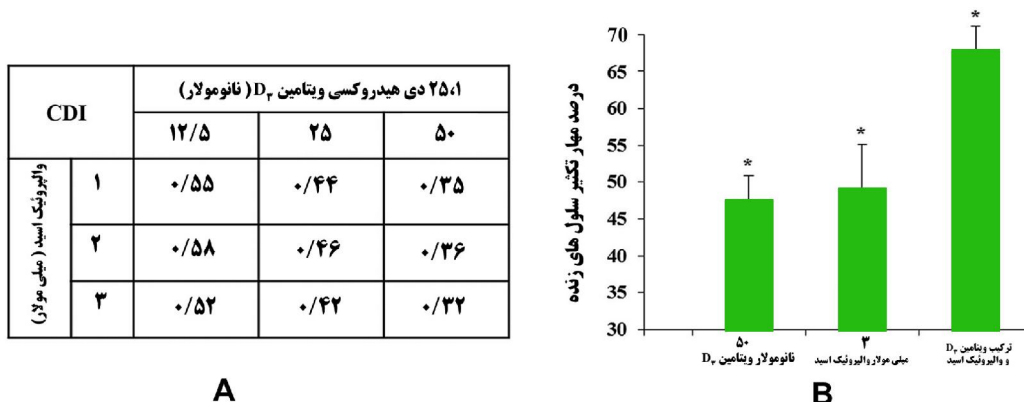 CDI
۲۵،۱ دی هیدروکسی ویتامین D۳( نانومولار)
۱۲/۵ ۲۵ ۵۰
والپروئیک اسید ( میلی مولار)
۱ ۰/۵۵ ۰/۴۴ ۰/۳۵
۲ ۰/۵۸ ۰/۴۶ ۰/۳۶
۳ ۰/۵۲ ۰/۴۲ ۰/۳۲
A
درصد مهار تکثیر سلول های زنده
70
65
60
55
50
45
40
35
30
*
*
*
۵۰
نانومولار ویتامین D۳
۳
میلی مولار والپروئیک اسید
ترکیب ویتامین D۳
و والیروئیک اسید
B